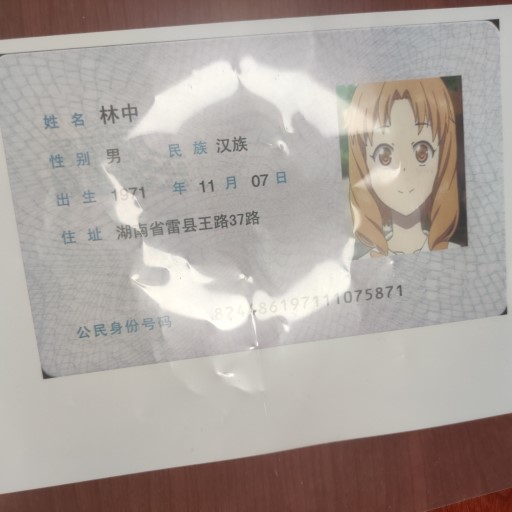 姓名 林中
性别 男 民族 汉族
出生 1971 年 11 月 07 日
住址 湖南省雷县王路37路
公民身份号码